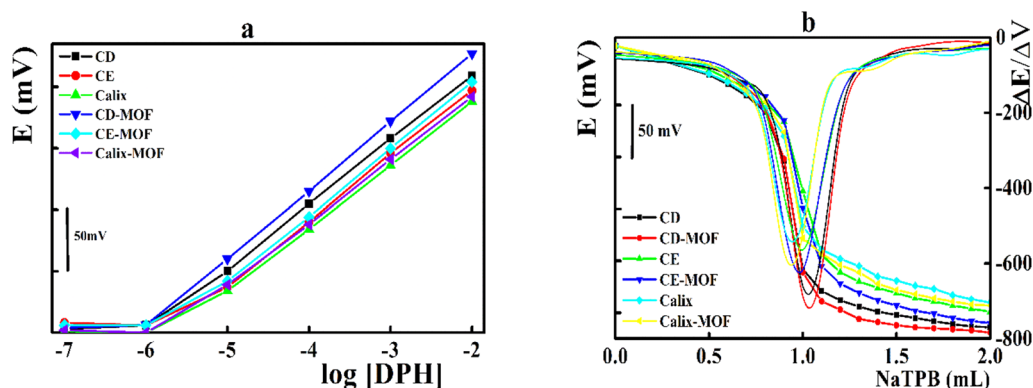 a
E (mV)
CD
CE
Calix
CD-MOF
CE-MOF
Calix-MOF
50mV
-7 -6 -5 -4 -3 -2
log [DPH]
b
E (mV)
50 mV
CD
CD-MOF
CE
CE-MOF
Calix
Calix-MOF
0.0 0.5 1.0 1.5 2.0
NaTPB (mL)
0
-200
-400
-600
-800
ΔE/ΔV